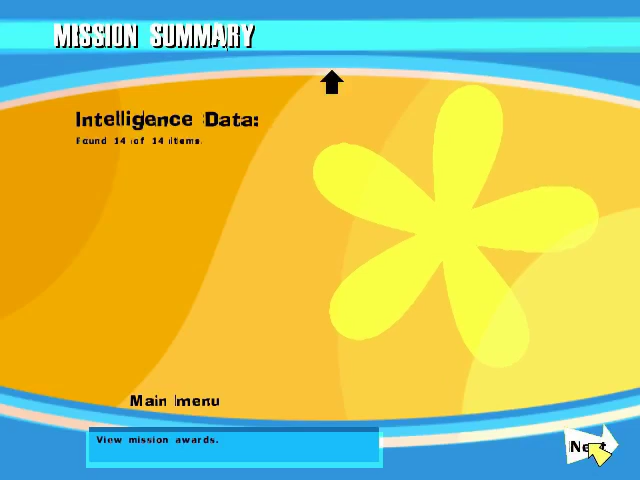 MISSION SUMMARY
Intelligence Data:
Found 14 of 14 items.
Main menu
View mission awards.
Next